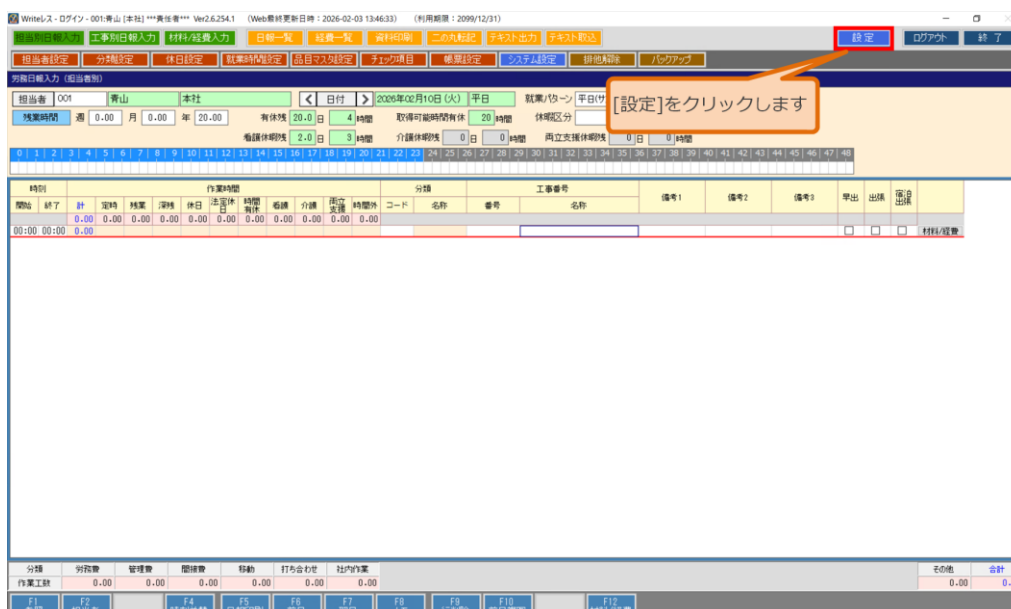 Writeレス - ログイン - 001:青山 [本社] ***責任者*** Ver2.6.254.1 (Web最終更新日時：2026-02-03 13:46:33) (利用期限：2099/12/31)
担当別日報入力 工事別日報入力 材料/経費入力 日報一覧 経費一覧 資料印刷 二の丸転記 テキスト出力 テキスト取込 設定 ログアウト 終了
担当者設定 分類設定 休日設定 就業時間設定 品目マスタ設定 チェック項目 帳票設定 システム設定 排他解除 バックアップ
労務日報入力 (担当者別)
[設定]をクリックします
担当者 001 青山 本社 < 日付 > 2026年02月10日(火) 平日 就業パターン 平日(サ
残業時間 週 0.00 月 0.00 年 20.00 有休残 20.0 日 4 時間 取得可能時間有休 20 時間 休暇区分
看護休暇残 2.0 日 3 時間 介護休暇残 0 日 0 時間 両立支援休暇残 0 日 0 時間
0 1 2 3 4 5 6 7 8 9 10 11 12 13 14 15 16 17 18 19 20 21 22 23 24 25 26 27 28 29 30 31 32 33 34 35 36 37 38 39 40 41 42 43 44 45 46 47 48
時刻 作業時間 分類 工事番号 備考1 備考2 備考3 早出 出張 宿泊出張
開始 終了 計 定時 残業 深残 休日 法定休日 時間有休 看護 介護 両立支援 時間外 コード 名称 番号 名称
0.00 0.00 0.00 0.00 0.00 0.00 0.00 0.00 0.00 0.00 0.00
00:00 00:00 0.00 材料/経費
分類 労務費 管理費 間接費 移動 打ち合わせ 社内作業 その他 合計
作業工数 0.00 0.00 0.00 0.00 0.00 0.00 0.00 0.
F1 F2 F4 F5 F6 F7 F8 F9 F10 F12